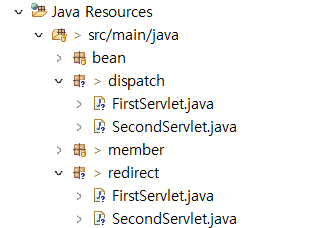 Java Resources
> src/main/java
bean
> dispatch
> FirstServlet.java
> SecondServlet.java
> member
> redirect
FirstServlet.java
SecondServlet.java